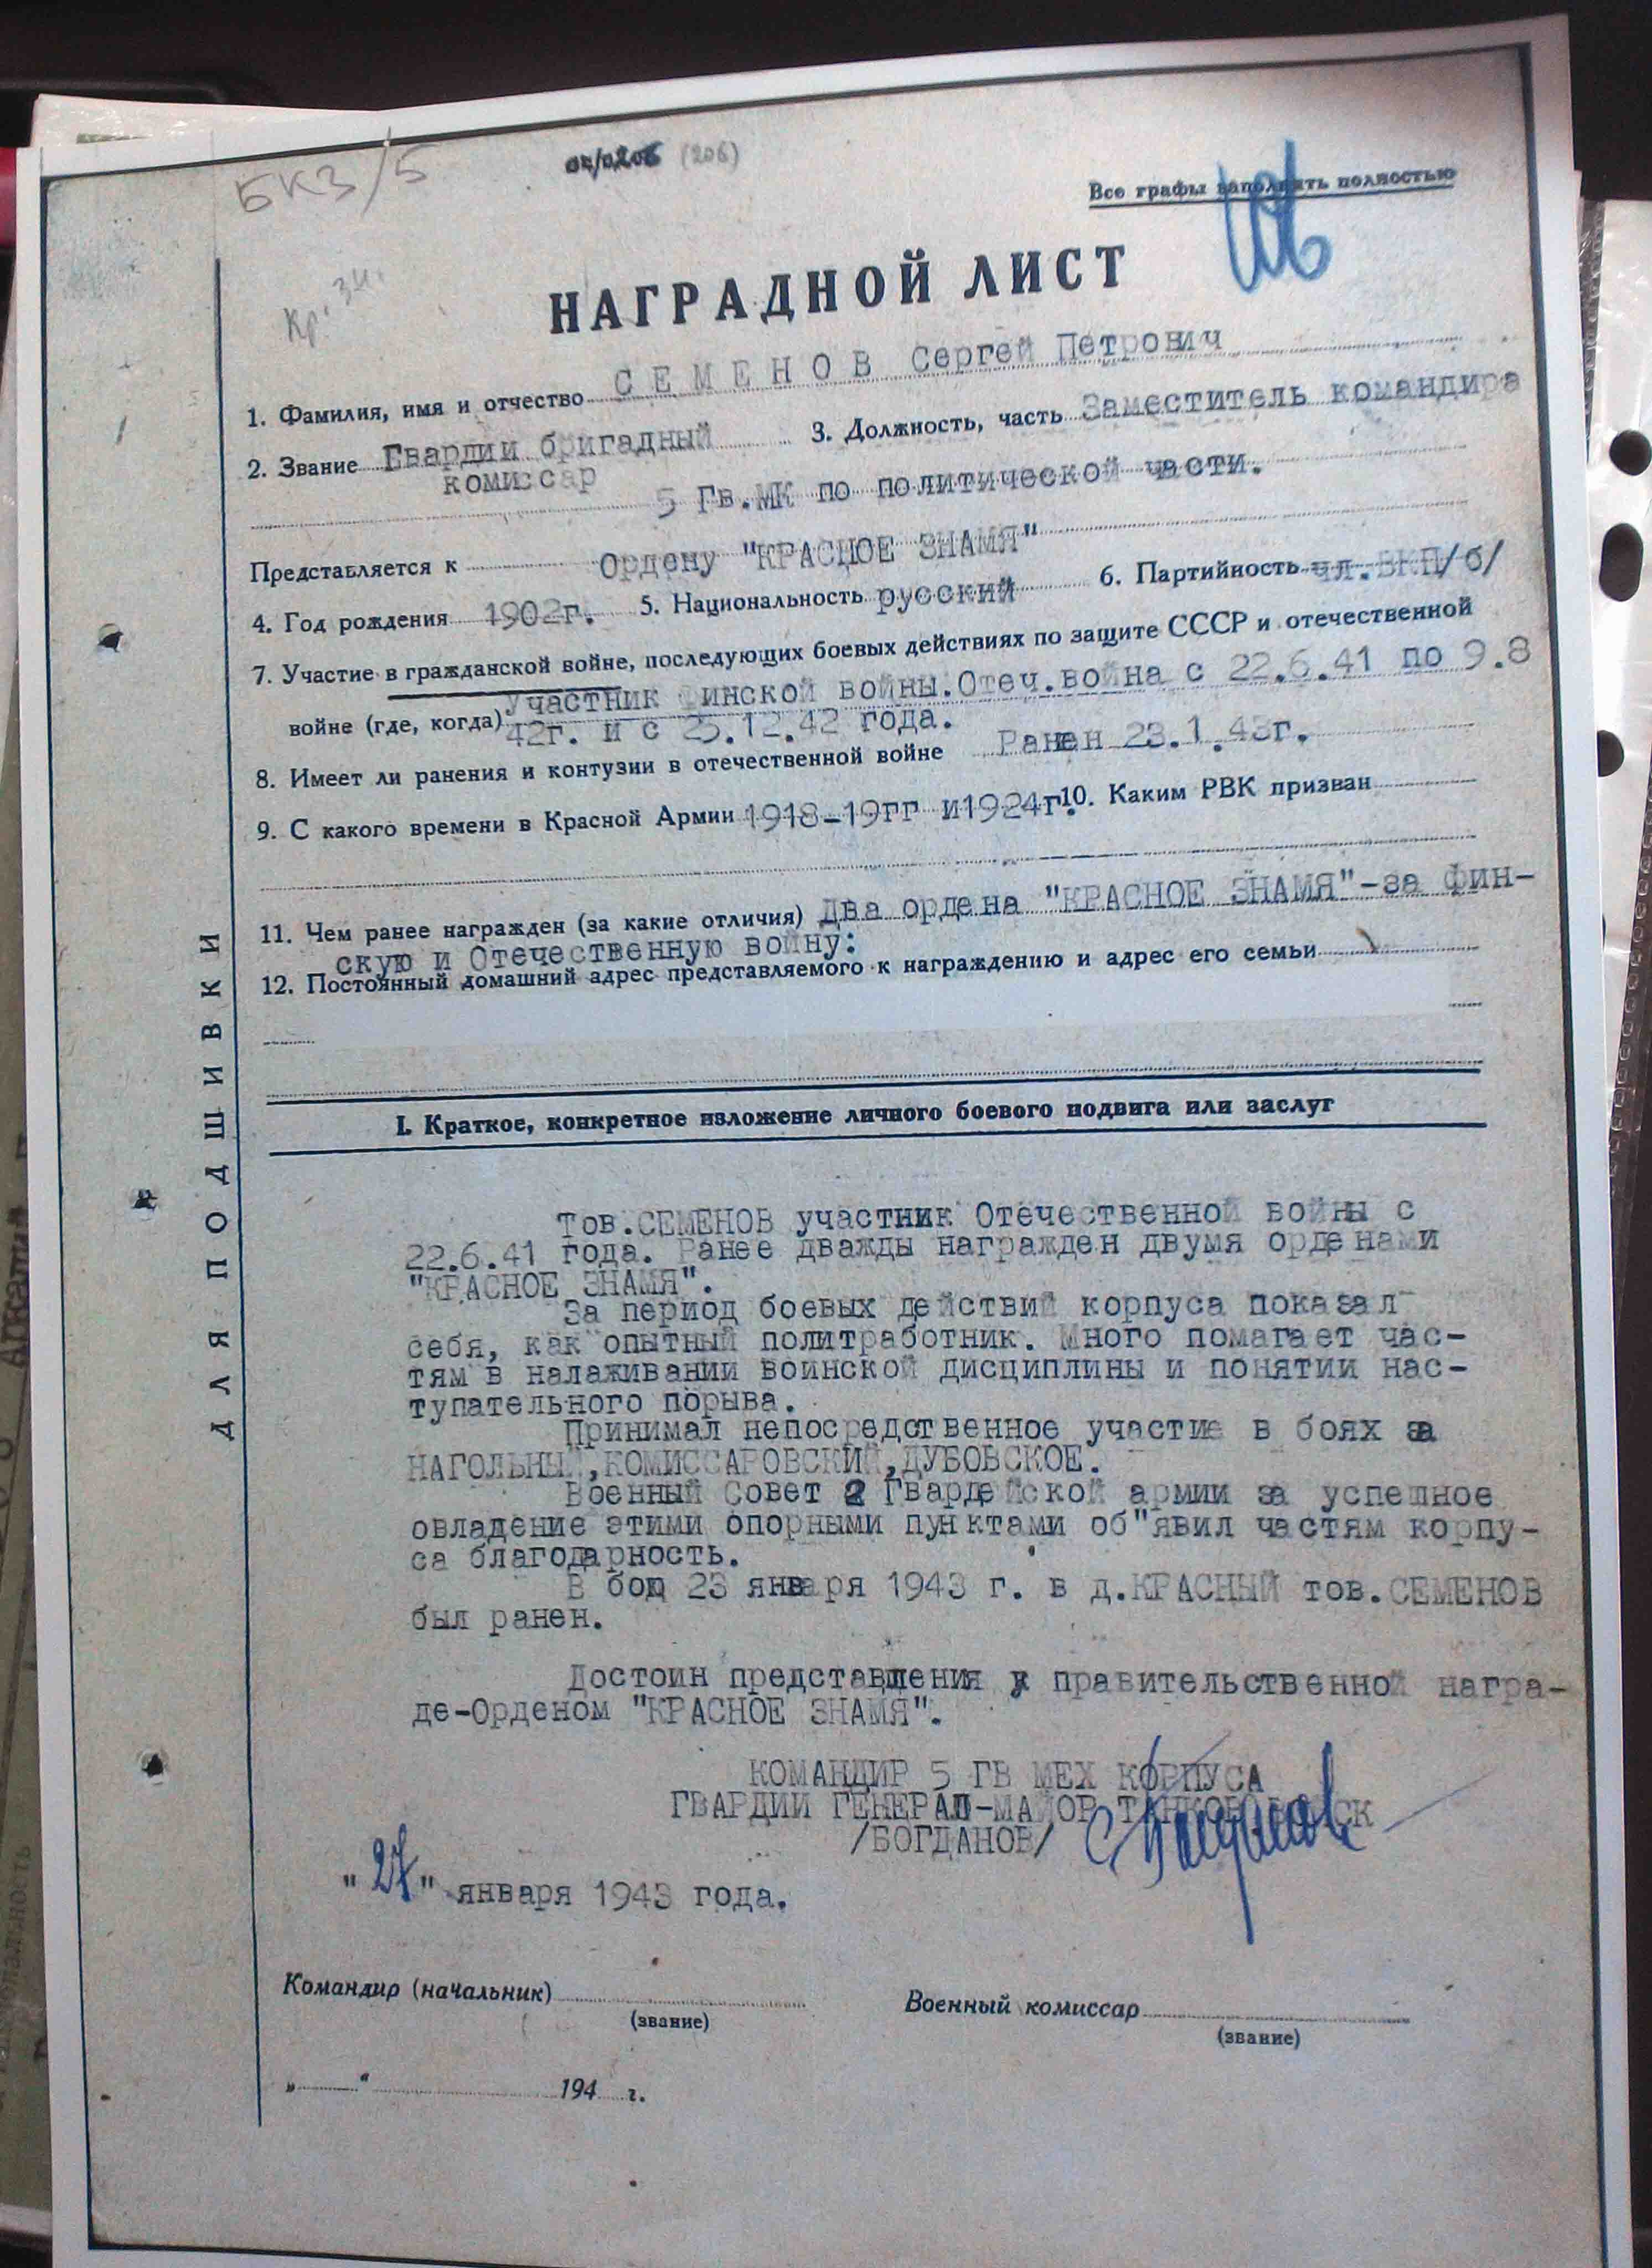 БКЗ/5
04/0206 (206)
Все графы заполнить полностью
Кр. Зн.
НАГРАДНОЙ ЛИСТ
1. Фамилия, имя и отчество СЕМЕНОВ Сергей Петрович
2. Звание Гвардии бригадный комиссар 3. Должность, часть Заместитель командира
5 Гв.МК по политической части.
Представляется к Ордену "КРАСНОЕ ЗНАМЯ"
4. Год рождения 1902г. 5. Национальность русский 6. Партийность чл.ВКП/б/
7. Участие в гражданской войне, последующих боевых действиях по защите СССР и отечественной
войне (где, когда) Участник финской войны.Отеч.война с 22.6.41 по 9.8
42г. и с 25.12.42 года.
8. Имеет ли ранения и контузии в отечественной войне Ранен 23.1.43г.
9. С какого времени в Красной Армии 1918-19гг и1924г. 10. Каким РВК призван
11. Чем ранее награжден (за какие отличия) Два ордена "КРАСНОЕ ЗНАМЯ"-за фин-
скую и Отечественную войну:
12. Постоянный домашний адрес представляемого к награждению и адрес его семьи
ДЛЯ ПОДШИВКИ
I. Краткое, конкретное изложение личного боевого подвига или заслуг
Тов.СЕМЕНОВ участник Отечественной войны с
22.6.41 года. Ранее дважды награжден двумя орденами
"КРАСНОЕ ЗНАМЯ".
За период боевых действий корпуса показал
себя, как опытный политработник. Много помагает час-
тям в налаживании воинской дисциплины и понятии нас-
тупательного порыва.
Принимал непосредственное участие в боях за
НАГОЛЬНЫЙ,КОМИССАРОВСКИЙ,ДУБОВСКОЕ.
Военный Совет 2 Гвардейской армии за успешное
овладение этими опорными пунктами об"явил частям корпу-
са благодарность.
В бою 23 января 1943 г. в д.КРАСНЫЙ тов.СЕМЕНОВ
был ранен.
Достоин представления к правительственной награ-
де-Орденом "КРАСНОЕ ЗНАМЯ".
КОМАНДИР 5 ГВ МЕХ КОРПУСА
ГВАРДИИ ГЕНЕРАЛ-МАЙОР ТАНКОВ.ВОЙСК
/БОГДАНОВ/
"27" января 1943 года.
Командир (начальник)
(звание)
Военный комиссар
(звание)
„ “ 194 г.